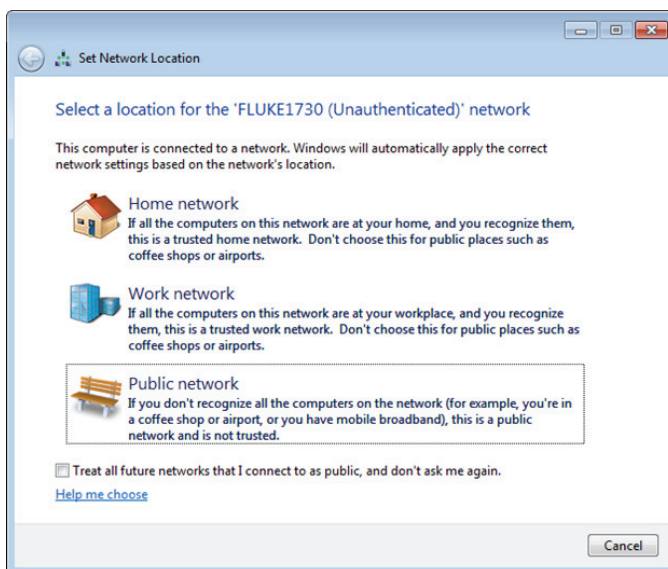 Set Network Location
Select a location for the 'FLUKE1730 (Unauthenticated)' network
This computer is connected to a network. Windows will automatically apply the correct
network settings based on the network's location.
Home network
If all the computers on this network are at your home, and you recognize them,
this is a trusted home network.  Don't choose this for public places such as
coffee shops or airports.
Work network
If all the computers on this network are at your workplace, and you recognize
them, this is a trusted work network.  Don't choose this for public places such as
coffee shops or airports.
Public network
If you don't recognize all the computers on the network (for example, you're in
a coffee shop or airport, or you have mobile broadband), this is a public
network and is not trusted.
Treat all future networks that I connect to as public, and don't ask me again.
Help me choose
Cancel